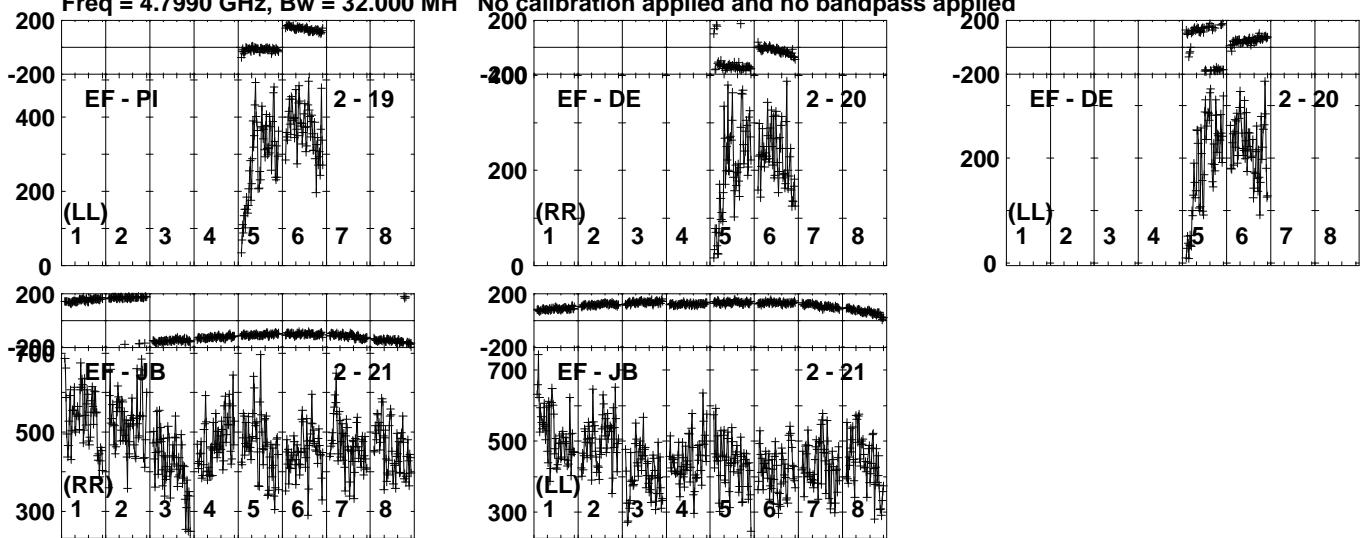 Freq = 4.7990 GHz, Bw = 32.000 MH No calibration applied and no bandpass applied
200
-200
400
200
0
EF - PI 2 - 19
(LL)
1 2 3 4 5 6 7 8
200
-200
400
200
0
EF - DE 2 - 20
(RR)
1 2 3 4 5 6 7 8
200
-200
200
0
EF - DE 2 - 20
(LL)
1 2 3 4 5 6 7 8
200
-200
700
500
300
EF - JB 2 - 21
(RR)
1 2 3 4 5 6 7 8
200
-200
700
500
300
EF - JB 2 - 21
(LL)
1 2 3 4 5 6 7 8